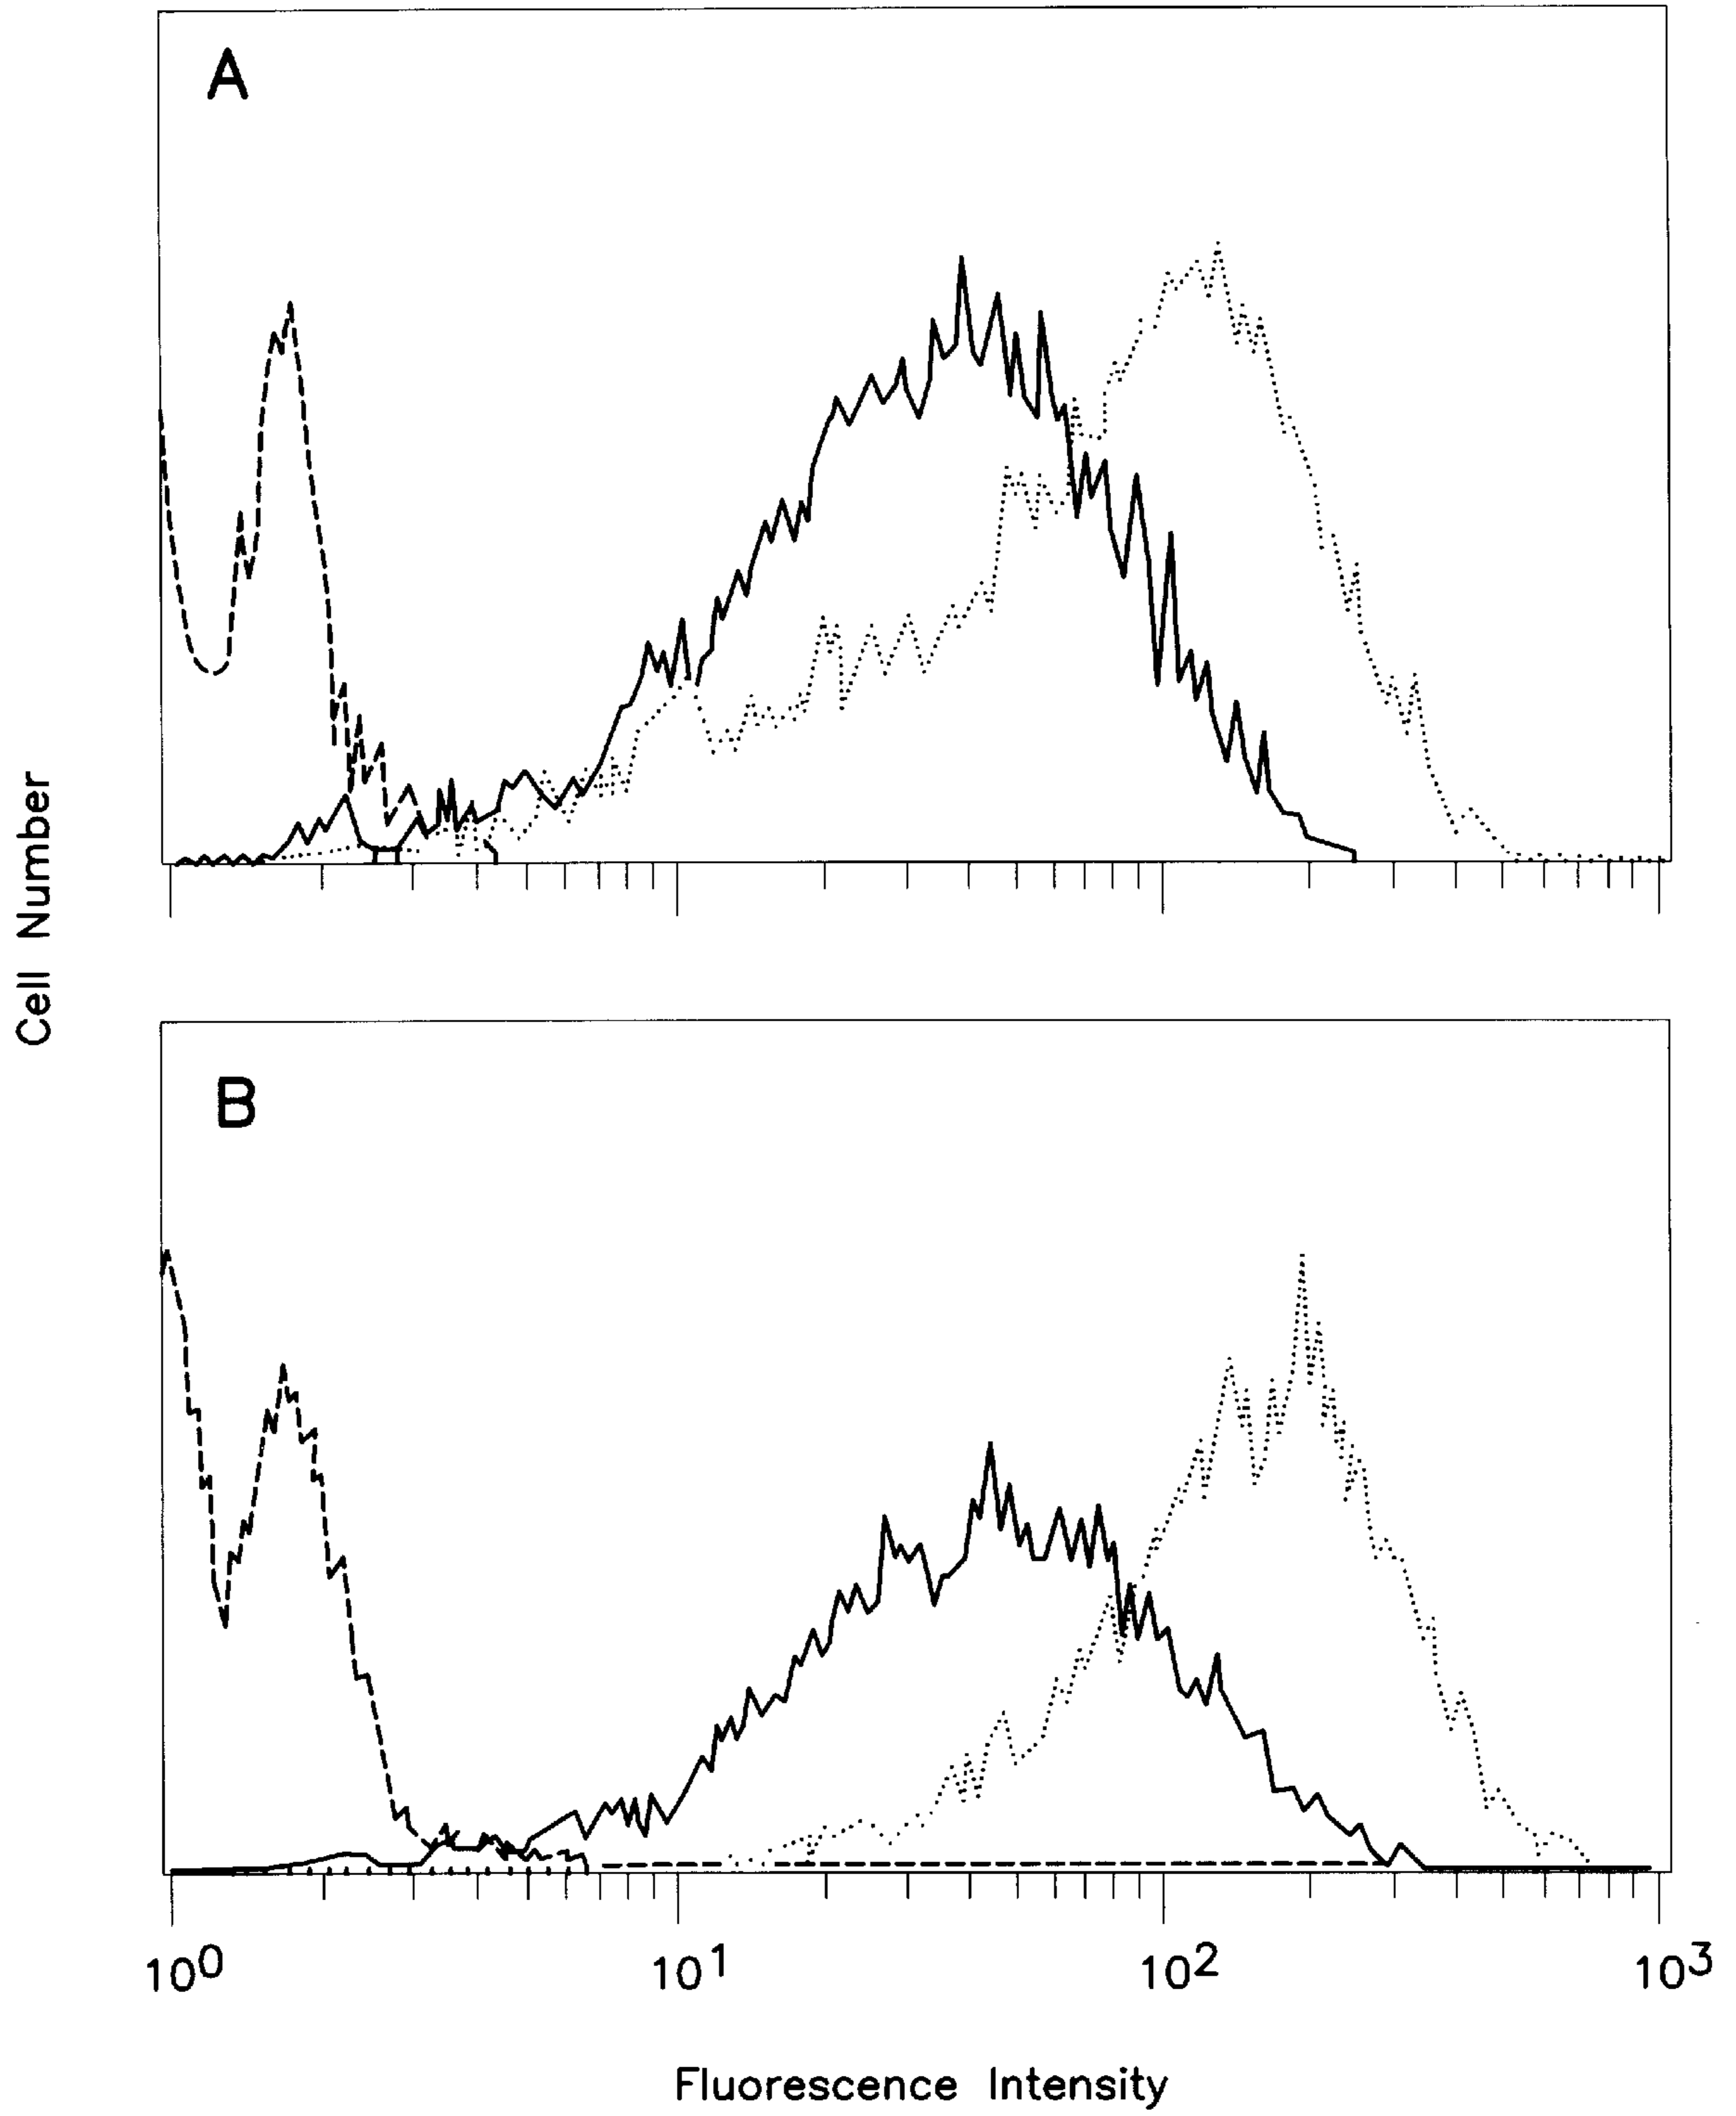 A
Cell Number
B
10⁰ 10¹ 10² 10³
Fluorescence Intensity